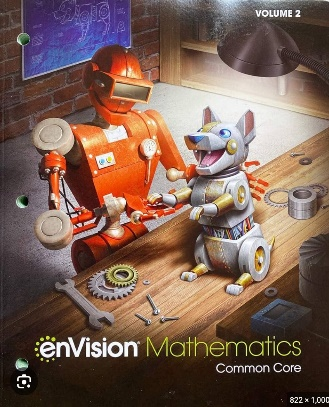 VOLUME 2
enVision® Mathematics
Common Core
822 × 1,000